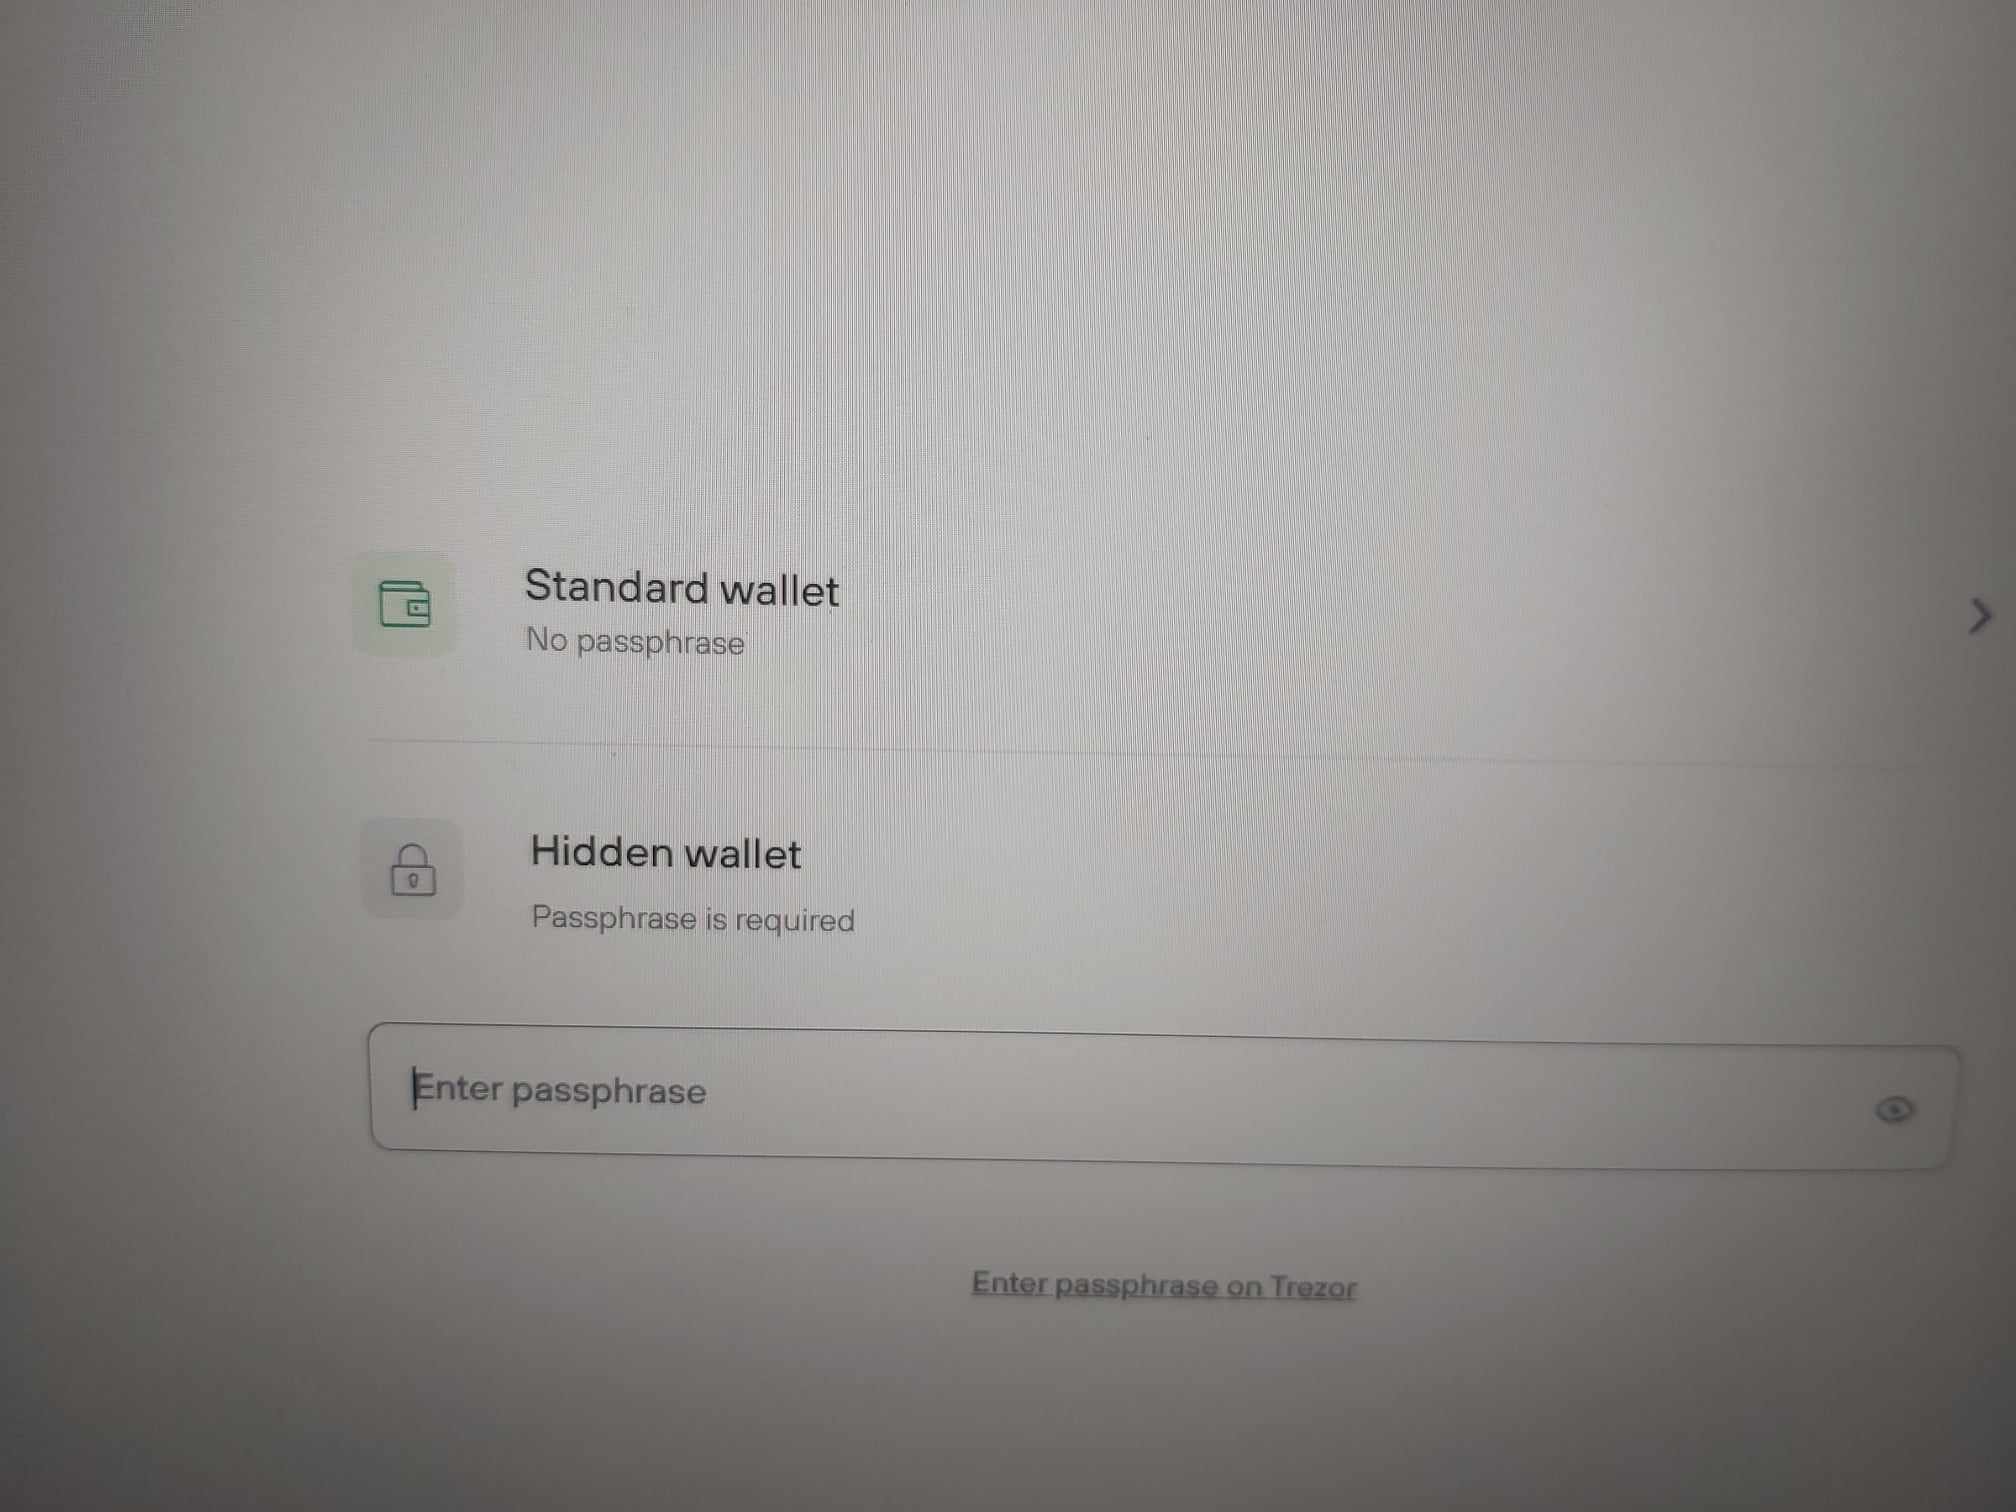 Standard wallet
No passphrase
Hidden wallet
Passphrase is required
Enter passphrase
Enter passphrase on Trezor